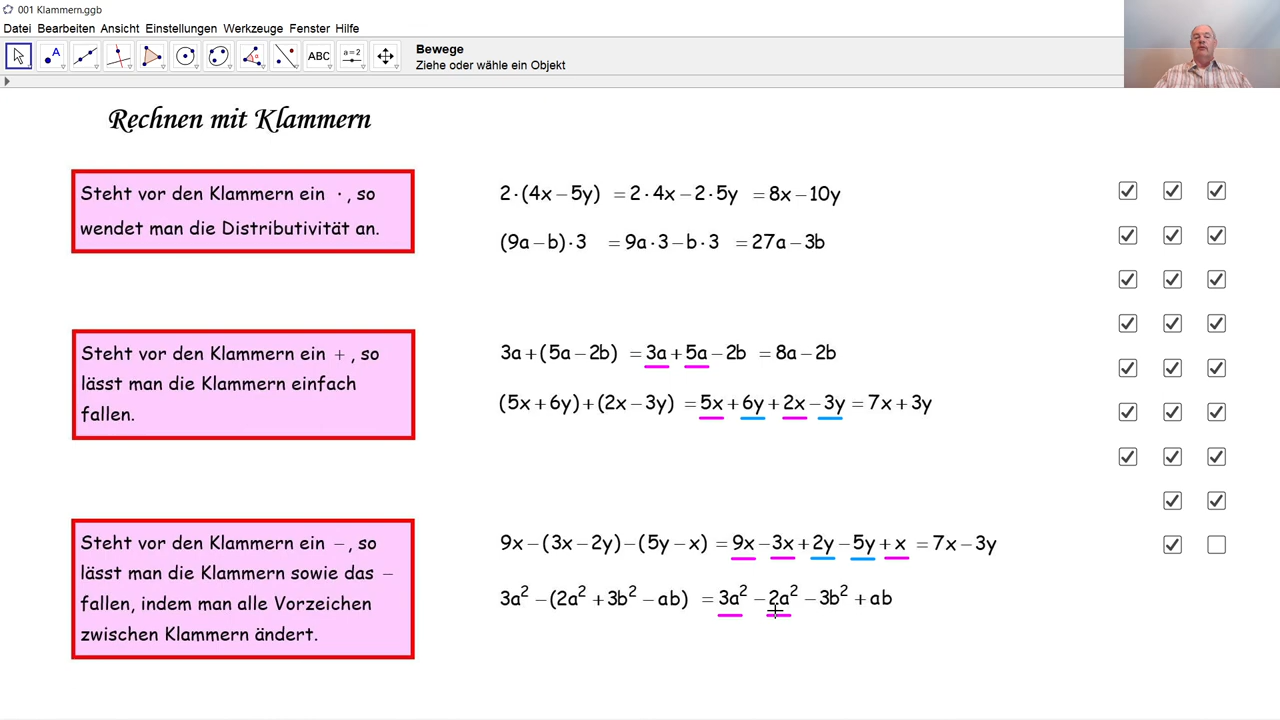 001 Klammern.ggb
Datei Bearbeiten Ansicht Einstellungen Werkzeuge Fenster Hilfe
A ABC a=2
Bewege
Ziehe oder wähle ein Objekt
Rechnen mit Klammern
Steht vor den Klammern ein ·, so
wendet man die Distributivität an.
2·(4x−5y) =2·4x−2·5y =8x−10y
(9a−b)·3 =9a·3−b·3 =27a−3b
Steht vor den Klammern ein +, so
lässt man die Klammern einfach
fallen.
3a+(5a−2b) =3a+5a−2b =8a−2b
(5x+6y)+(2x−3y) =5x+6y+2x−3y =7x+3y
Steht vor den Klammern ein −, so
lässt man die Klammern sowie das −
fallen, indem man alle Vorzeichen
zwischen Klammern ändert.
9x−(3x−2y)−(5y−x) =9x−3x+2y−5y+x =7x−3y
3a²−(2a²+3b²−ab) =3a²−2a²−3b²+ab